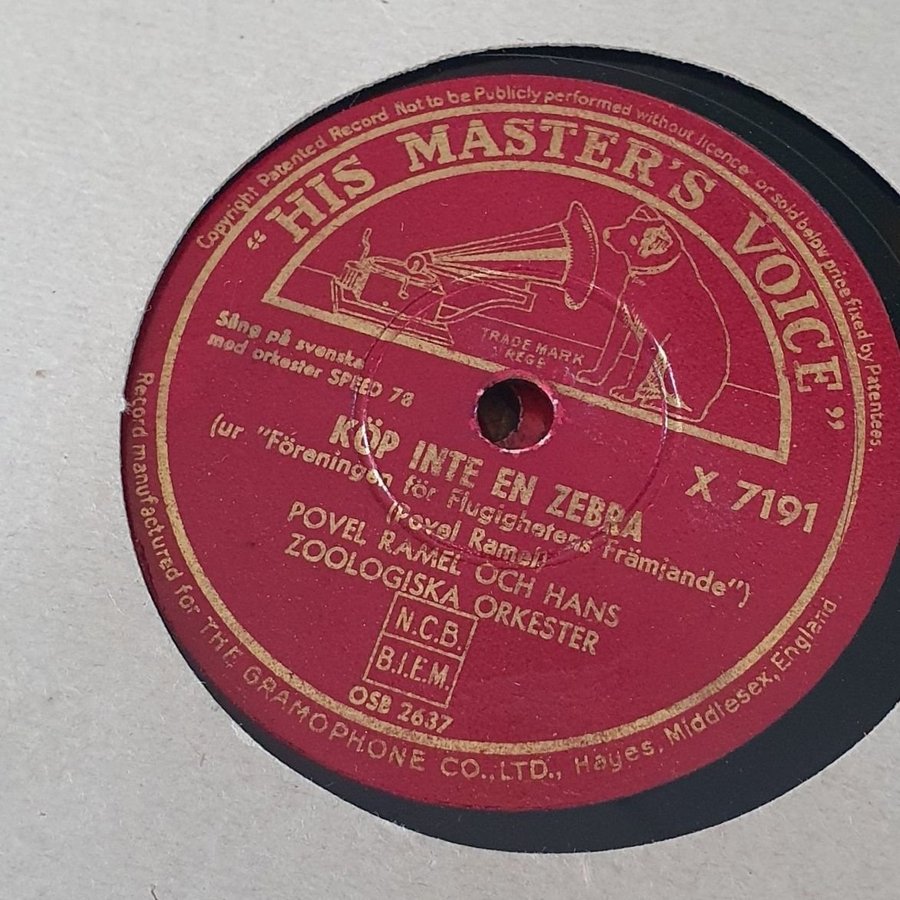 Copyright Patented Record Not to be Publicly performed without licence or sold below price fixed by Patentees.
"HIS MASTER'S VOICE"
TRADE MARK
REGD
Sång på svenska
med orkester SPEED 78
X 7191
KÖP INTE EN ZEBRA
(ur "Föreningen för Flugighetens Främjande")
(Povel Ramel)
POVEL RAMEL OCH HANS
ZOOLOGISKA ORKESTER
N.C.B.
B.I.E.M.
OSB 2637
Record manufactured for THE GRAMOPHONE CO., LTD., Hayes, Middlesex, England.